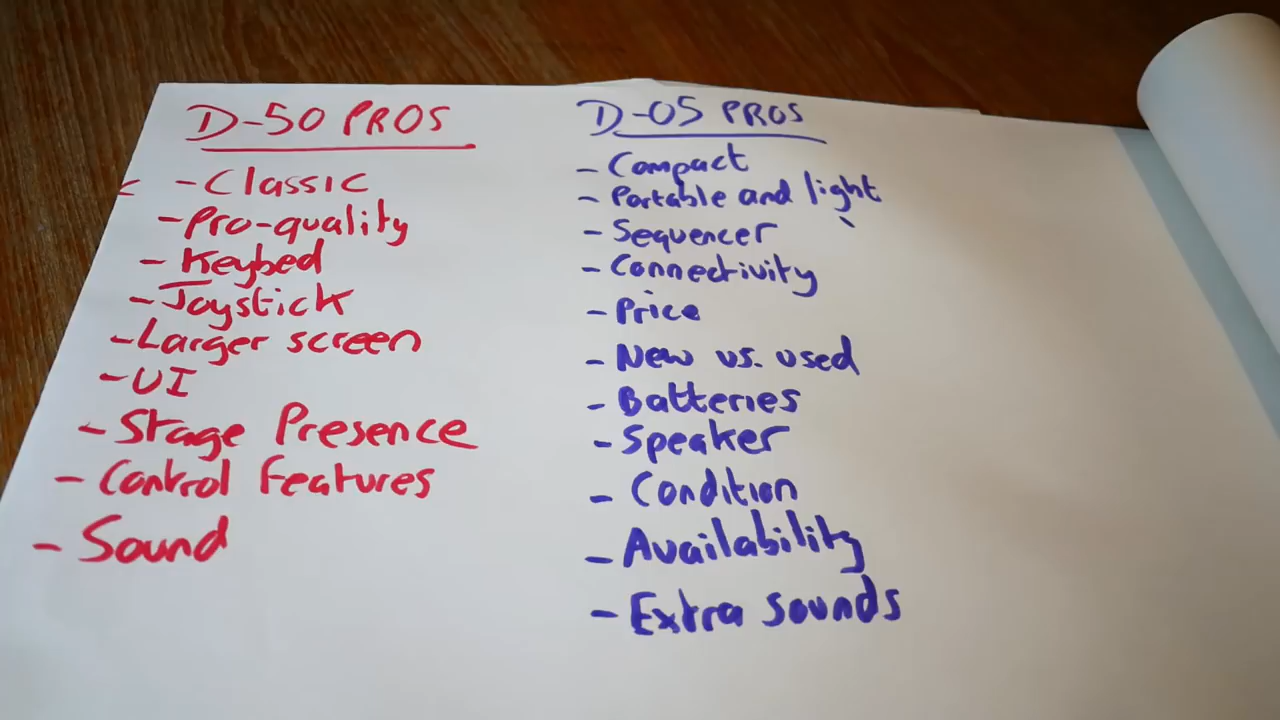 D-50 PROS
- Classic
- Pro-quality
- Keybed
- Joystick
- Larger screen
- UI
- Stage Presence
- Control features
- Sound
D-05 PROS
- Compact
- Portable and light
- Sequencer
- Connectivity
- Price
- New vs. used
- Batteries
- Speaker
- Condition
- Availability
- Extra sounds